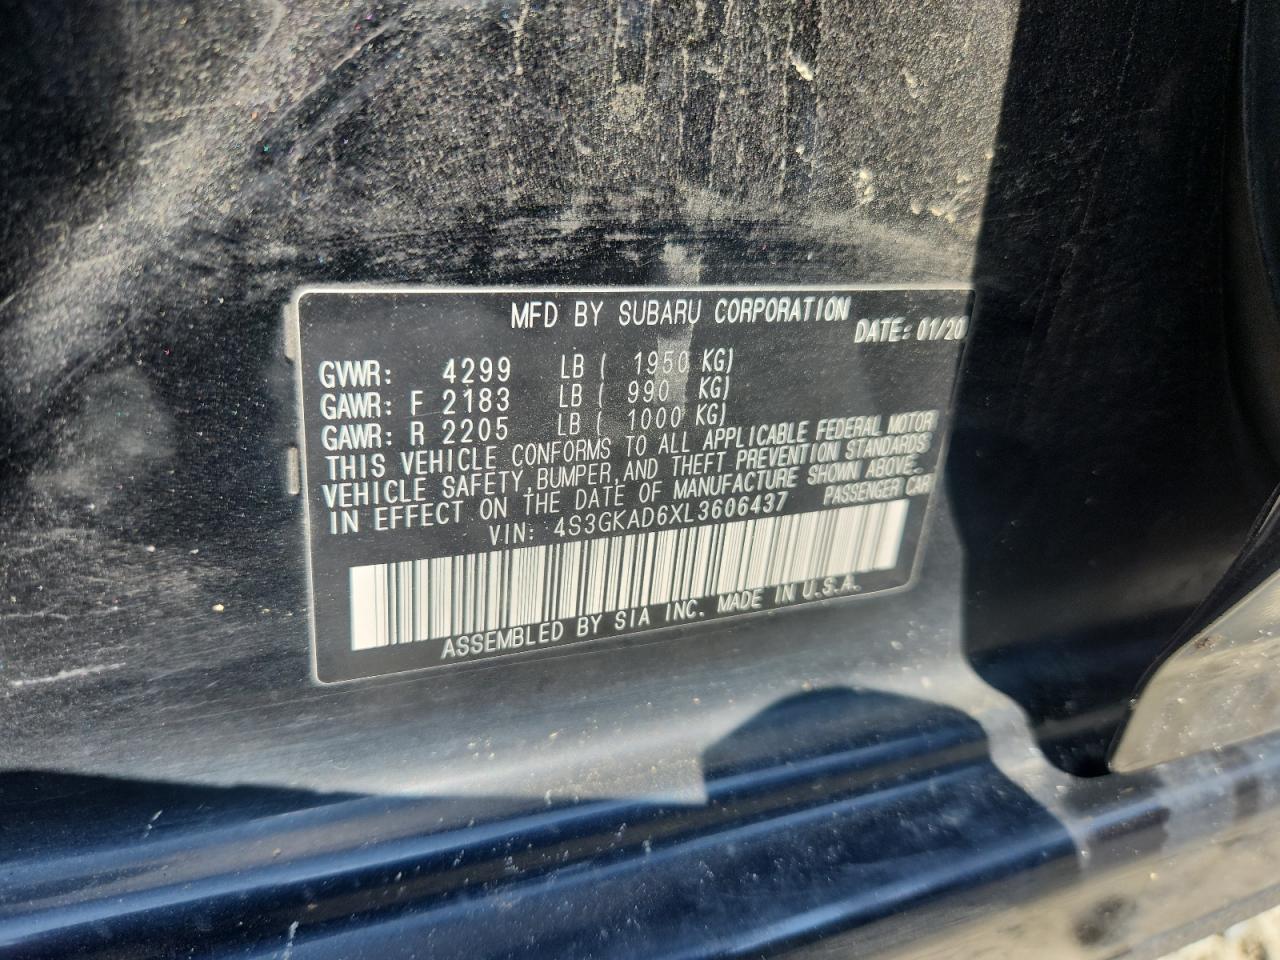 MFD BY SUBARU CORPORATION
DATE: 01/20
GVWR: 4299 LB ( 1950 KG)
GAWR: F 2183 LB ( 990 KG)
GAWR: R 2205 LB ( 1000 KG)
THIS VEHICLE CONFORMS TO ALL APPLICABLE FEDERAL MOTOR
VEHICLE SAFETY, BUMPER, AND THEFT PREVENTION STANDARDS
IN EFFECT ON THE DATE OF MANUFACTURE SHOWN ABOVE.
VIN: 4S3GKAD6XL3606437 PASSENGER CAR
ASSEMBLED BY SIA INC. MADE IN U.S.A.